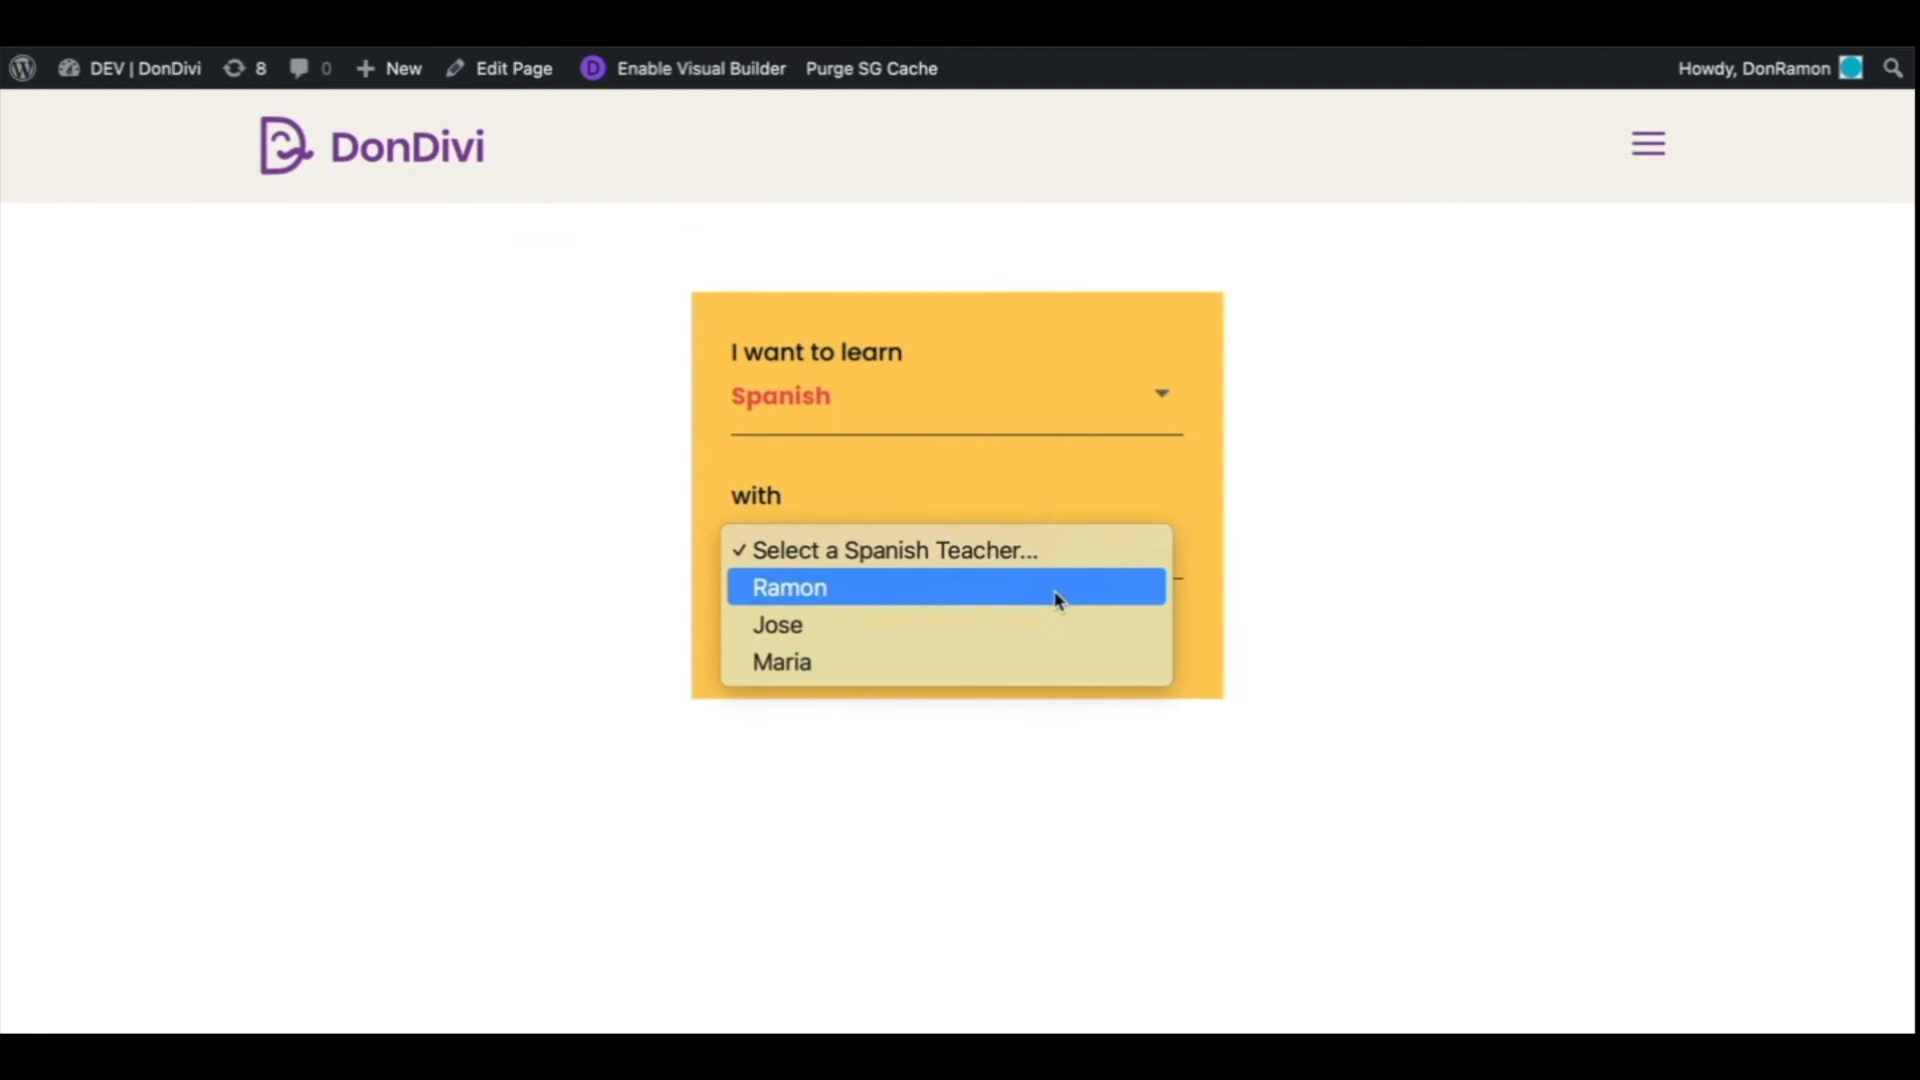 DEV | DonDivi 8 0 New Edit Page Enable Visual Builder Purge SG Cache Howdy, DonRamon
DonDivi
I want to learn
Spanish
with
✓ Select a Spanish Teacher...
Ramon
Jose
Maria